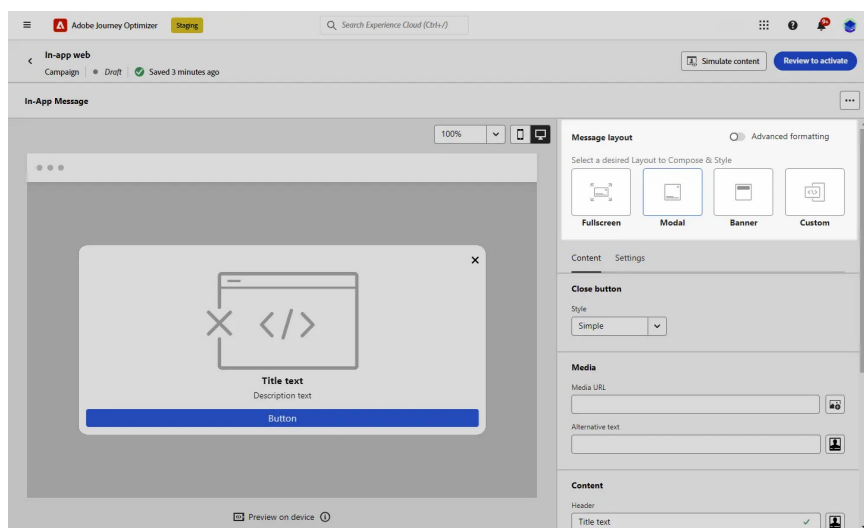 Adobe Journey Optimizer Staging Search Experience Cloud (Ctrl+/)
In-app web
Campaign Draft Saved 3 minutes ago Simulate content Review to activate
In-App Message
100% Message layout Advanced formatting
Select a desired Layout to Compose & Style
Fullscreen Modal Banner Custom
Content Settings
Close button
Style
Simple
Media
Media URL
Alternative text
Title text
Description text
Button
Content
Header
Title text
Preview on device